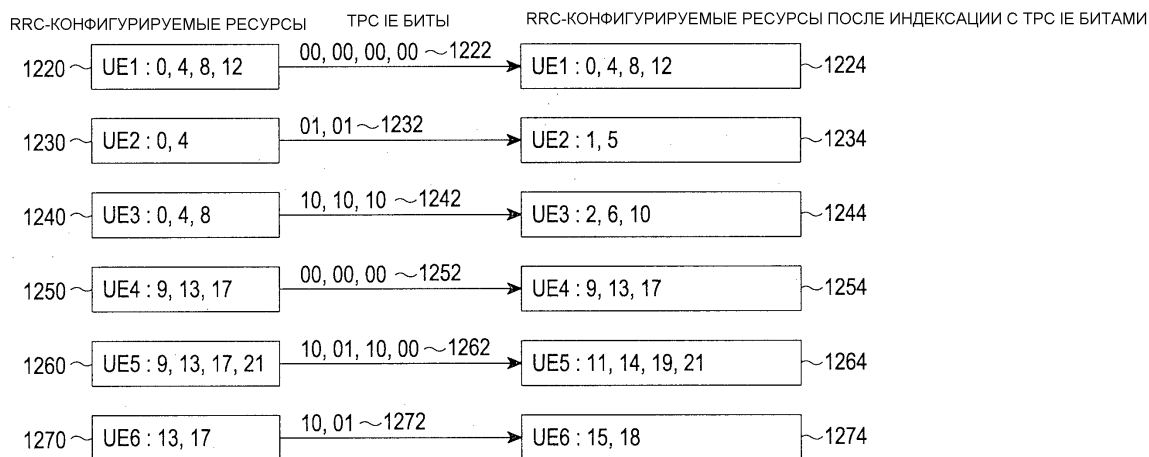 RRC-КОНФИГУРИРУЕМЫЕ РЕСУРСЫ TPC IE БИТЫ RRC-КОНФИГУРИРУЕМЫЕ РЕСУРСЫ ПОСЛЕ ИНДЕКСАЦИИ С TPC IE БИТАМИ
1220 UE1 : 0, 4, 8, 12 00, 00, 00, 00 1222 UE1 : 0, 4, 8, 12 1224
1230 UE2 : 0, 4 01, 01 1232 UE2 : 1, 5 1234
1240 UE3 : 0, 4, 8 10, 10, 10 1242 UE3 : 2, 6, 10 1244
1250 UE4 : 9, 13, 17 00, 00, 00 1252 UE4 : 9, 13, 17 1254
1260 UE5 : 9, 13, 17, 21 10, 01, 10, 00 1262 UE5 : 11, 14, 19, 21 1264
1270 UE6 : 13, 17 10, 01 1272 UE6 : 15, 18 1274